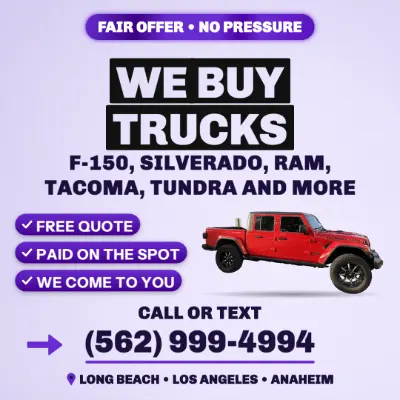 FAIR OFFER • NO PRESSURE
WE BUY
TRUCKS
F-150, SILVERADO, RAM,
TACOMA, TUNDRA AND MORE
FREE QUOTE
PAID ON THE SPOT
WE COME TO YOU
CALL OR TEXT
(562) 999-4994
LONG BEACH • LOS ANGELES • ANAHEIM